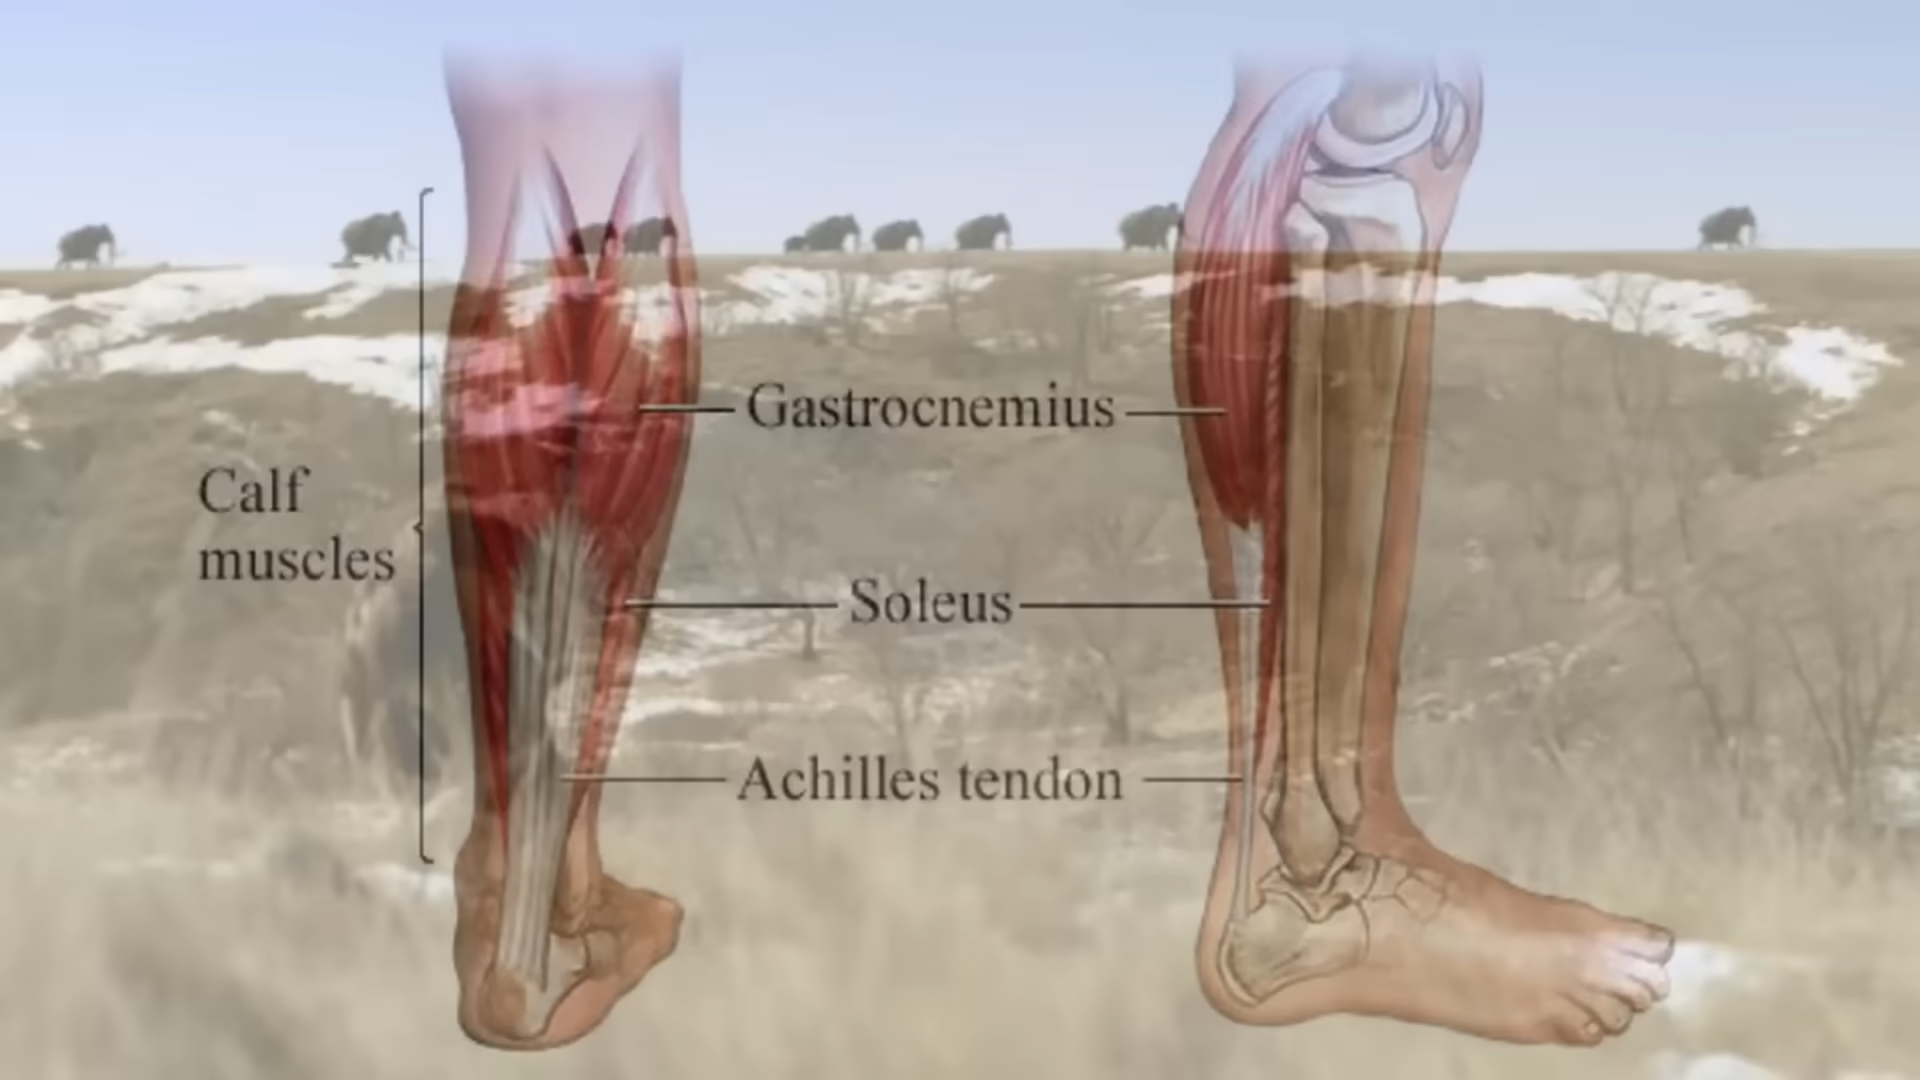 Gastrocnemius
Calf
muscles
Soleus
Achilles tendon